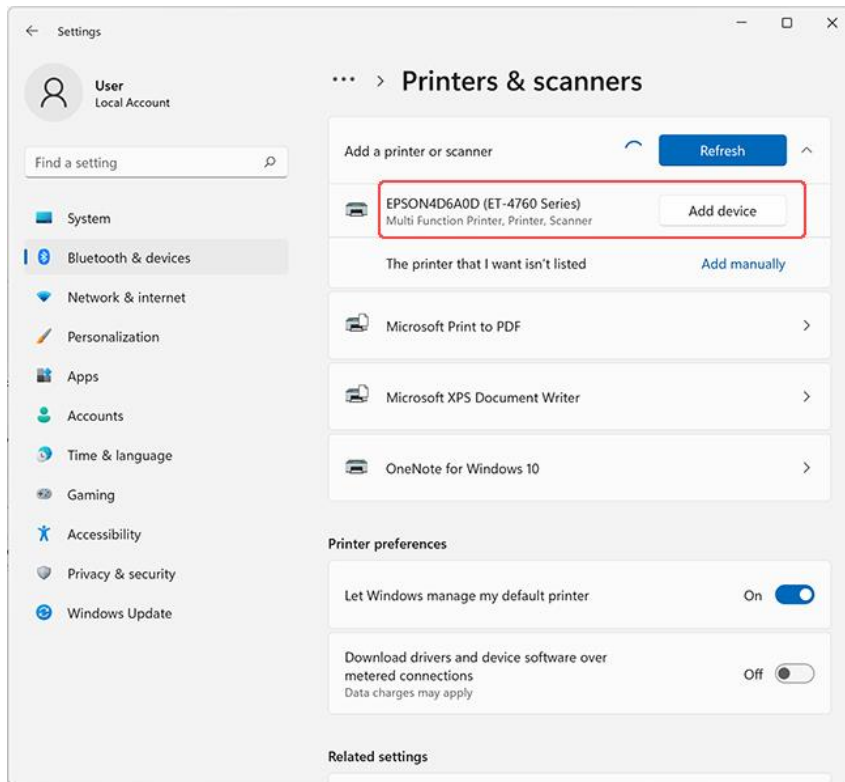 Settings
User
Local Account
Find a setting
System
Bluetooth & devices
Network & internet
Personalization
Apps
Accounts
Time & language
Gaming
Accessibility
Privacy & security
Windows Update
... > Printers & scanners
Add a printer or scanner
Refresh
EPSON4D6A0D (ET-4760 Series)
Multi Function Printer, Printer, Scanner
Add device
The printer that I want isn't listed
Add manually
Microsoft Print to PDF
Microsoft XPS Document Writer
OneNote for Windows 10
Printer preferences
Let Windows manage my default printer
On
Download drivers and device software over
metered connections
Data charges may apply
Off
Related settings